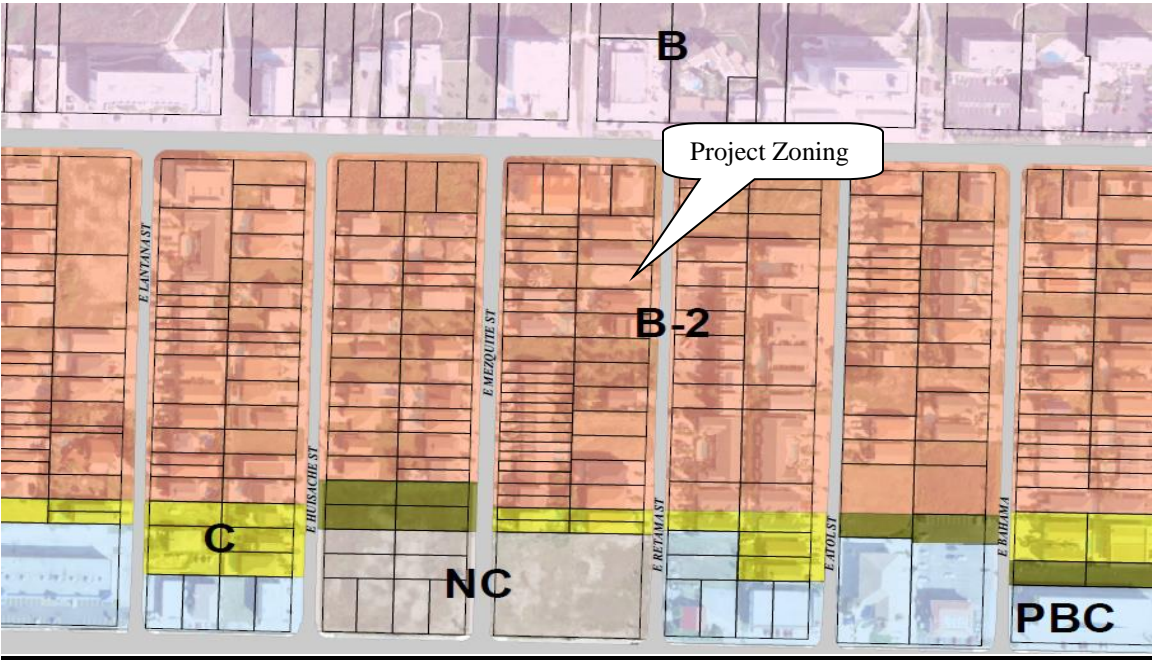 B
Project Zoning
E LANTANA ST
E HUISACHE ST
E MEZQUITE ST
B-2
E RETAMA ST
E ATOL ST
E BAHAMA
C
NC
PBC